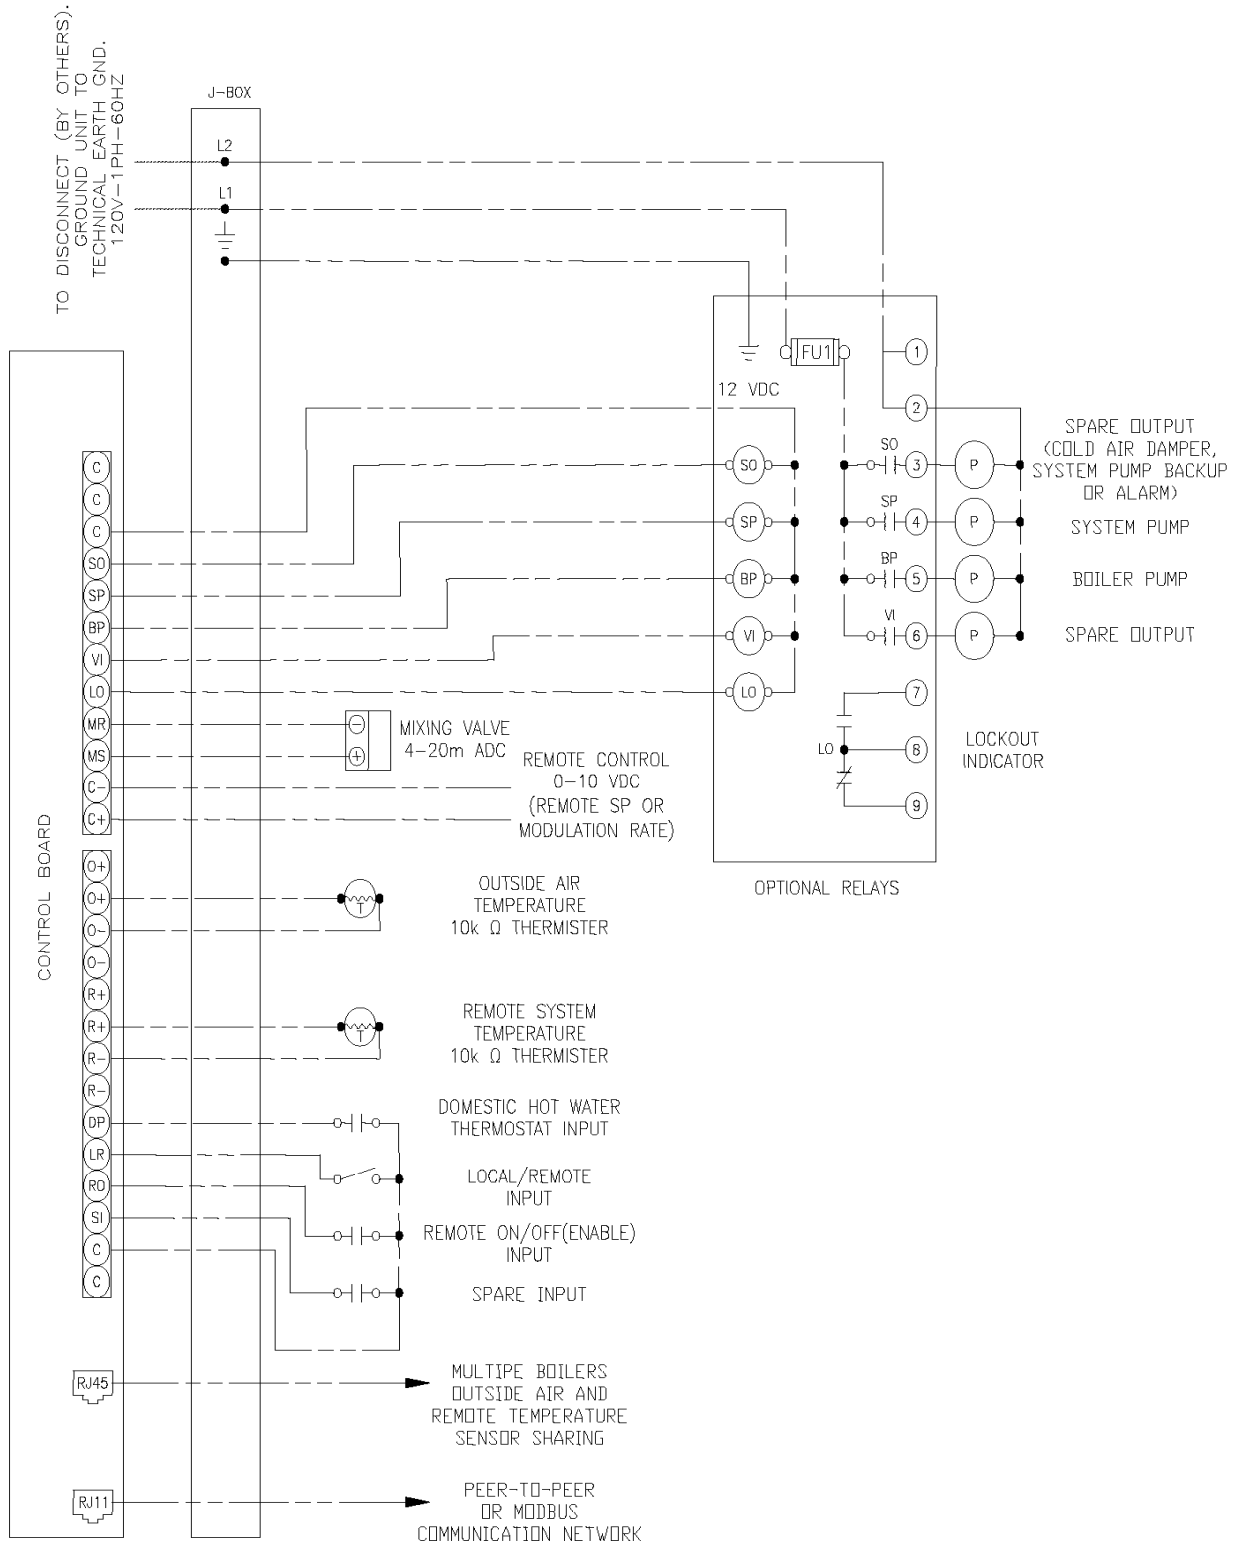 TO DISCONNECT (BY OTHERS).
GROUND UNIT TO
TECHNICAL EARTH GND.
120V-1PH-60HZ
J-BOX
L2
L1
FU1
1
12 VDC
2
SPARE OUTPUT
(COLD AIR DAMPER,
SYSTEM PUMP BACKUP
OR ALARM)
C
C
C
SO
SP
BP
VI
LO
MR
MS
C-
C+
SO
SP
BP
VI
LO
SO
3
P
SP
4
P
SYSTEM PUMP
BP
5
P
BOILER PUMP
VI
6
P
SPARE OUTPUT
7
LO
8
LOCKOUT
INDICATOR
9
OPTIONAL RELAYS
-
+
MIXING VALVE
4-20m ADC
REMOTE CONTROL
0-10 VDC
(REMOTE SP OR
MODULATION RATE)
CONTROL BOARD
O+
O+
O-
O-
R+
R+
R-
R-
DP
LR
RO
SI
C
C
T
OUTSIDE AIR
TEMPERATURE
10k Ω THERMISTER
T
REMOTE SYSTEM
TEMPERATURE
10k Ω THERMISTER
DOMESTIC HOT WATER
THERMOSTAT INPUT
LOCAL/REMOTE
INPUT
REMOTE ON/OFF(ENABLE)
INPUT
SPARE INPUT
RJ45
MULTIPE BOILERS
OUTSIDE AIR AND
REMOTE TEMPERATURE
SENSOR SHARING
RJ11
PEER-TO-PEER
OR MODBUS
COMMUNICATION NETWORK